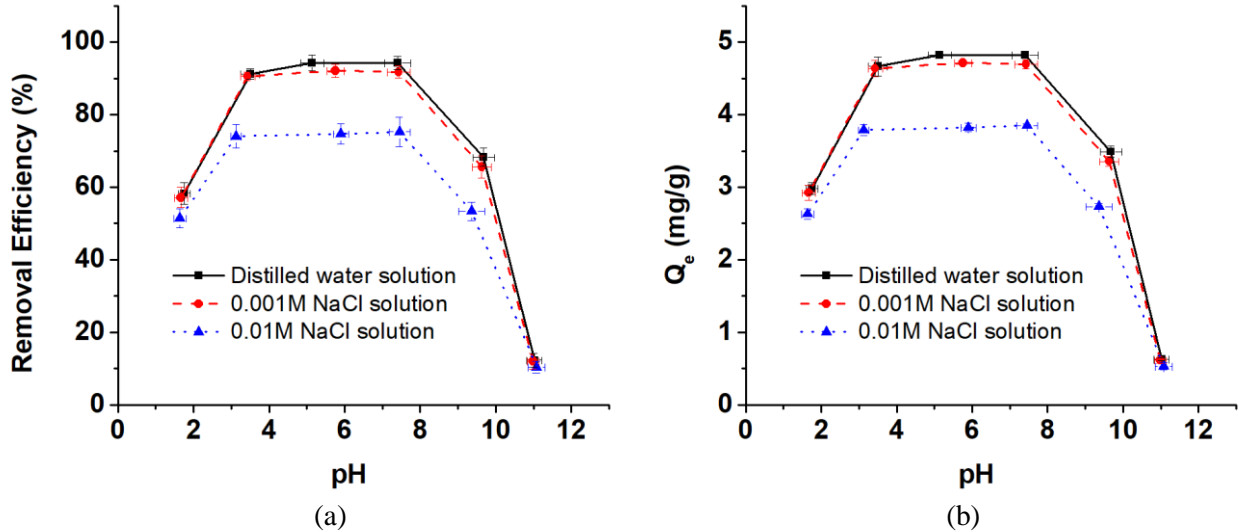 100
80
60
40
20
0
Removal Efficiency (%)
Distilled water solution
0.001M NaCl solution
0.01M NaCl solution
0 2 4 6 8 10 12
pH
(a)
5
4
3
2
1
0
Qe (mg/g)
Distilled water solution
0.001M NaCl solution
0.01M NaCl solution
0 2 4 6 8 10 12
pH
(b)